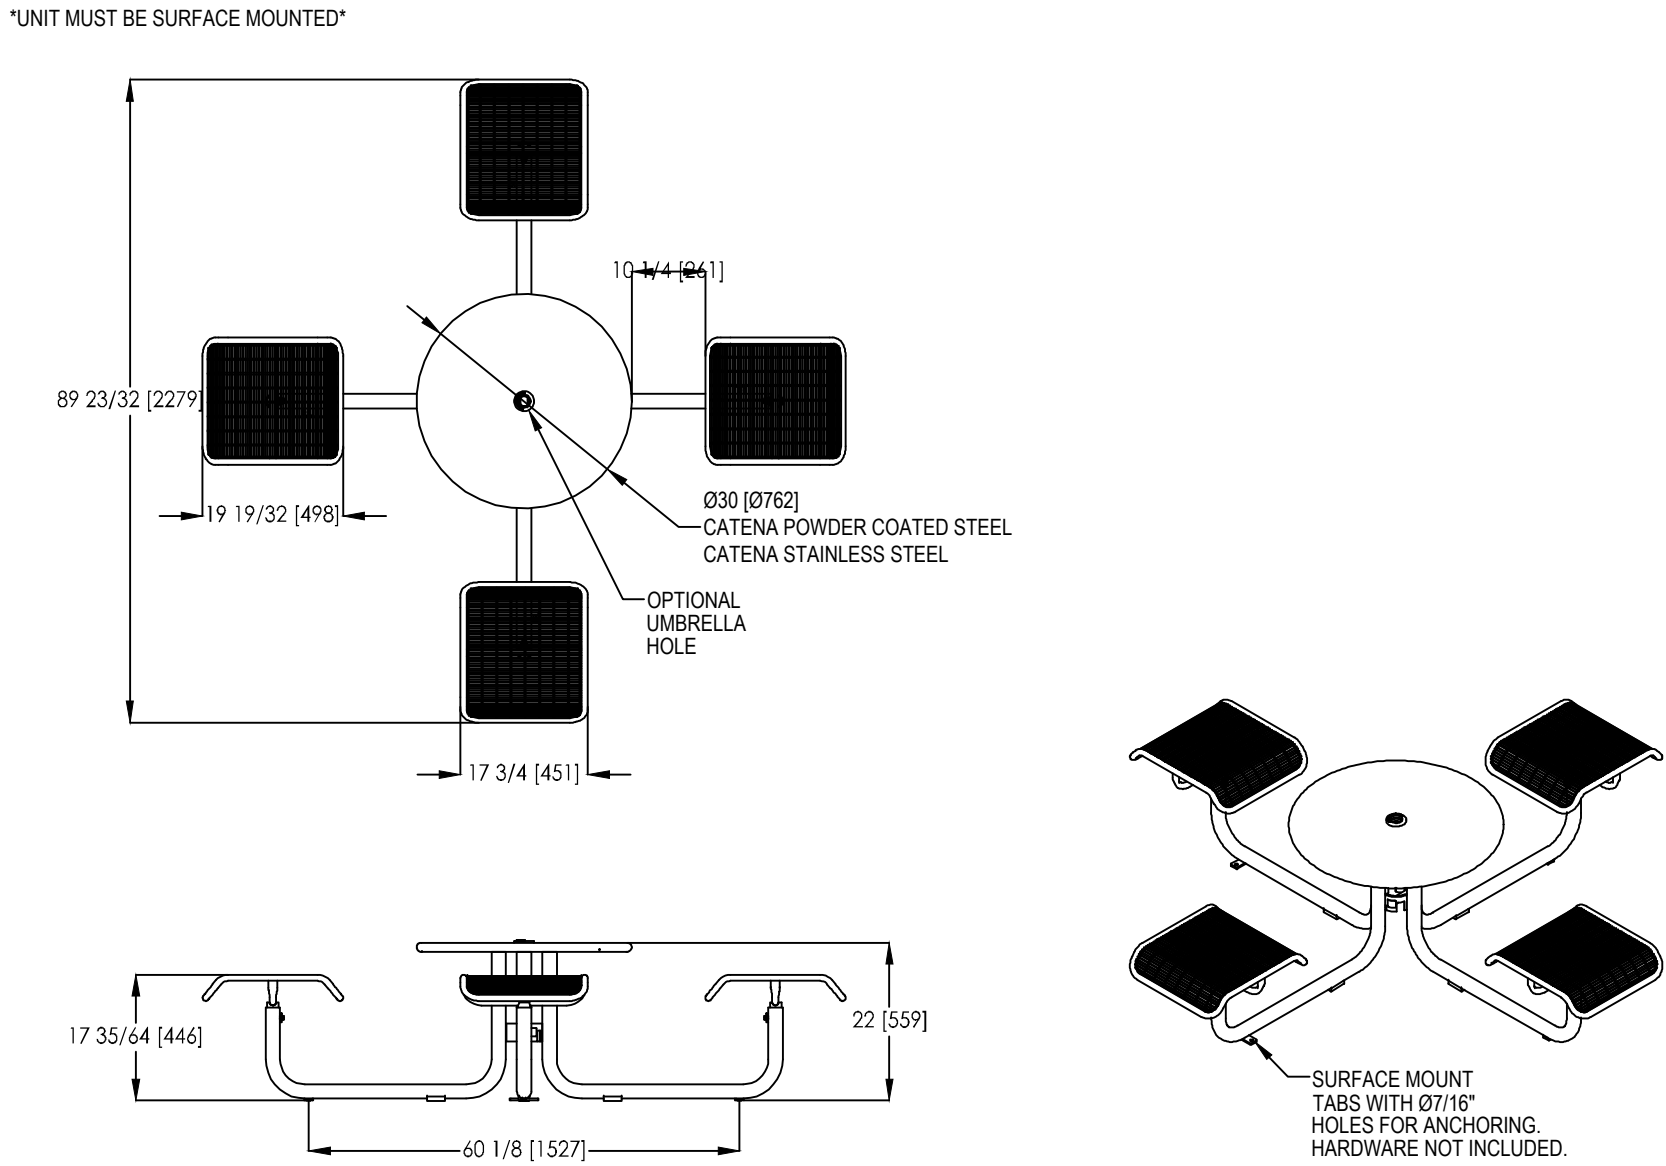 *UNIT MUST BE SURFACE MOUNTED*
10 1/4 [261]
89 23/32 [2279]
19 19/32 [498]
Ø30 [Ø762]
CATENA POWDER COATED STEEL
CATENA STAINLESS STEEL
OPTIONAL
UMBRELLA
HOLE
17 3/4 [451]
17 35/64 [446]
22 [559]
60 1/8 [1527]
SURFACE MOUNT
TABS WITH Ø7/16"
HOLES FOR ANCHORING.
HARDWARE NOT INCLUDED.